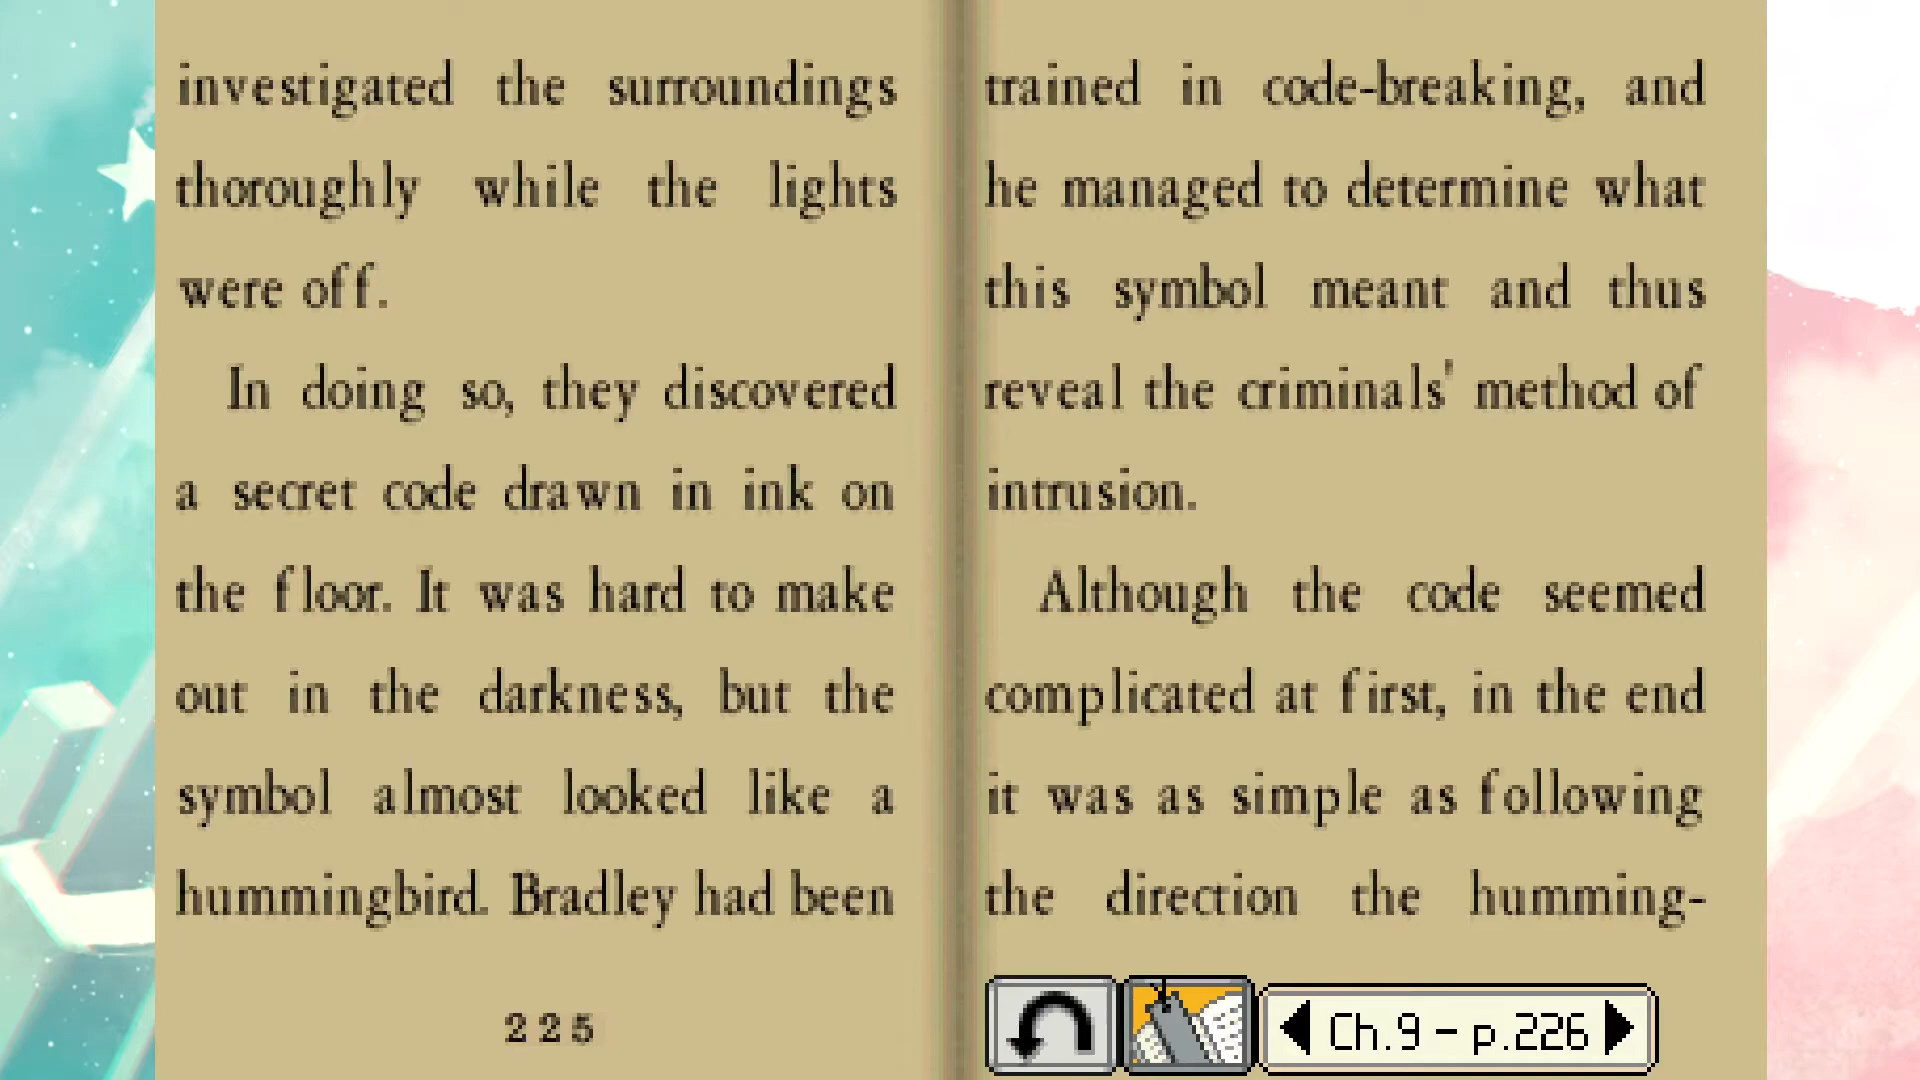 investigated the surroundings
thoroughly while the lights
were off.
In doing so, they discovered
a secret code drawn in ink on
the floor. It was hard to make
out in the darkness, but the
symbol almost looked like a
hummingbird. Bradley had been
225
trained in code-breaking, and
he managed to determine what
this symbol meant and thus
reveal the criminals' method of
intrusion.
Although the code seemed
complicated at first, in the end
it was as simple as following
the direction the humming-
Ch.9 - p.226